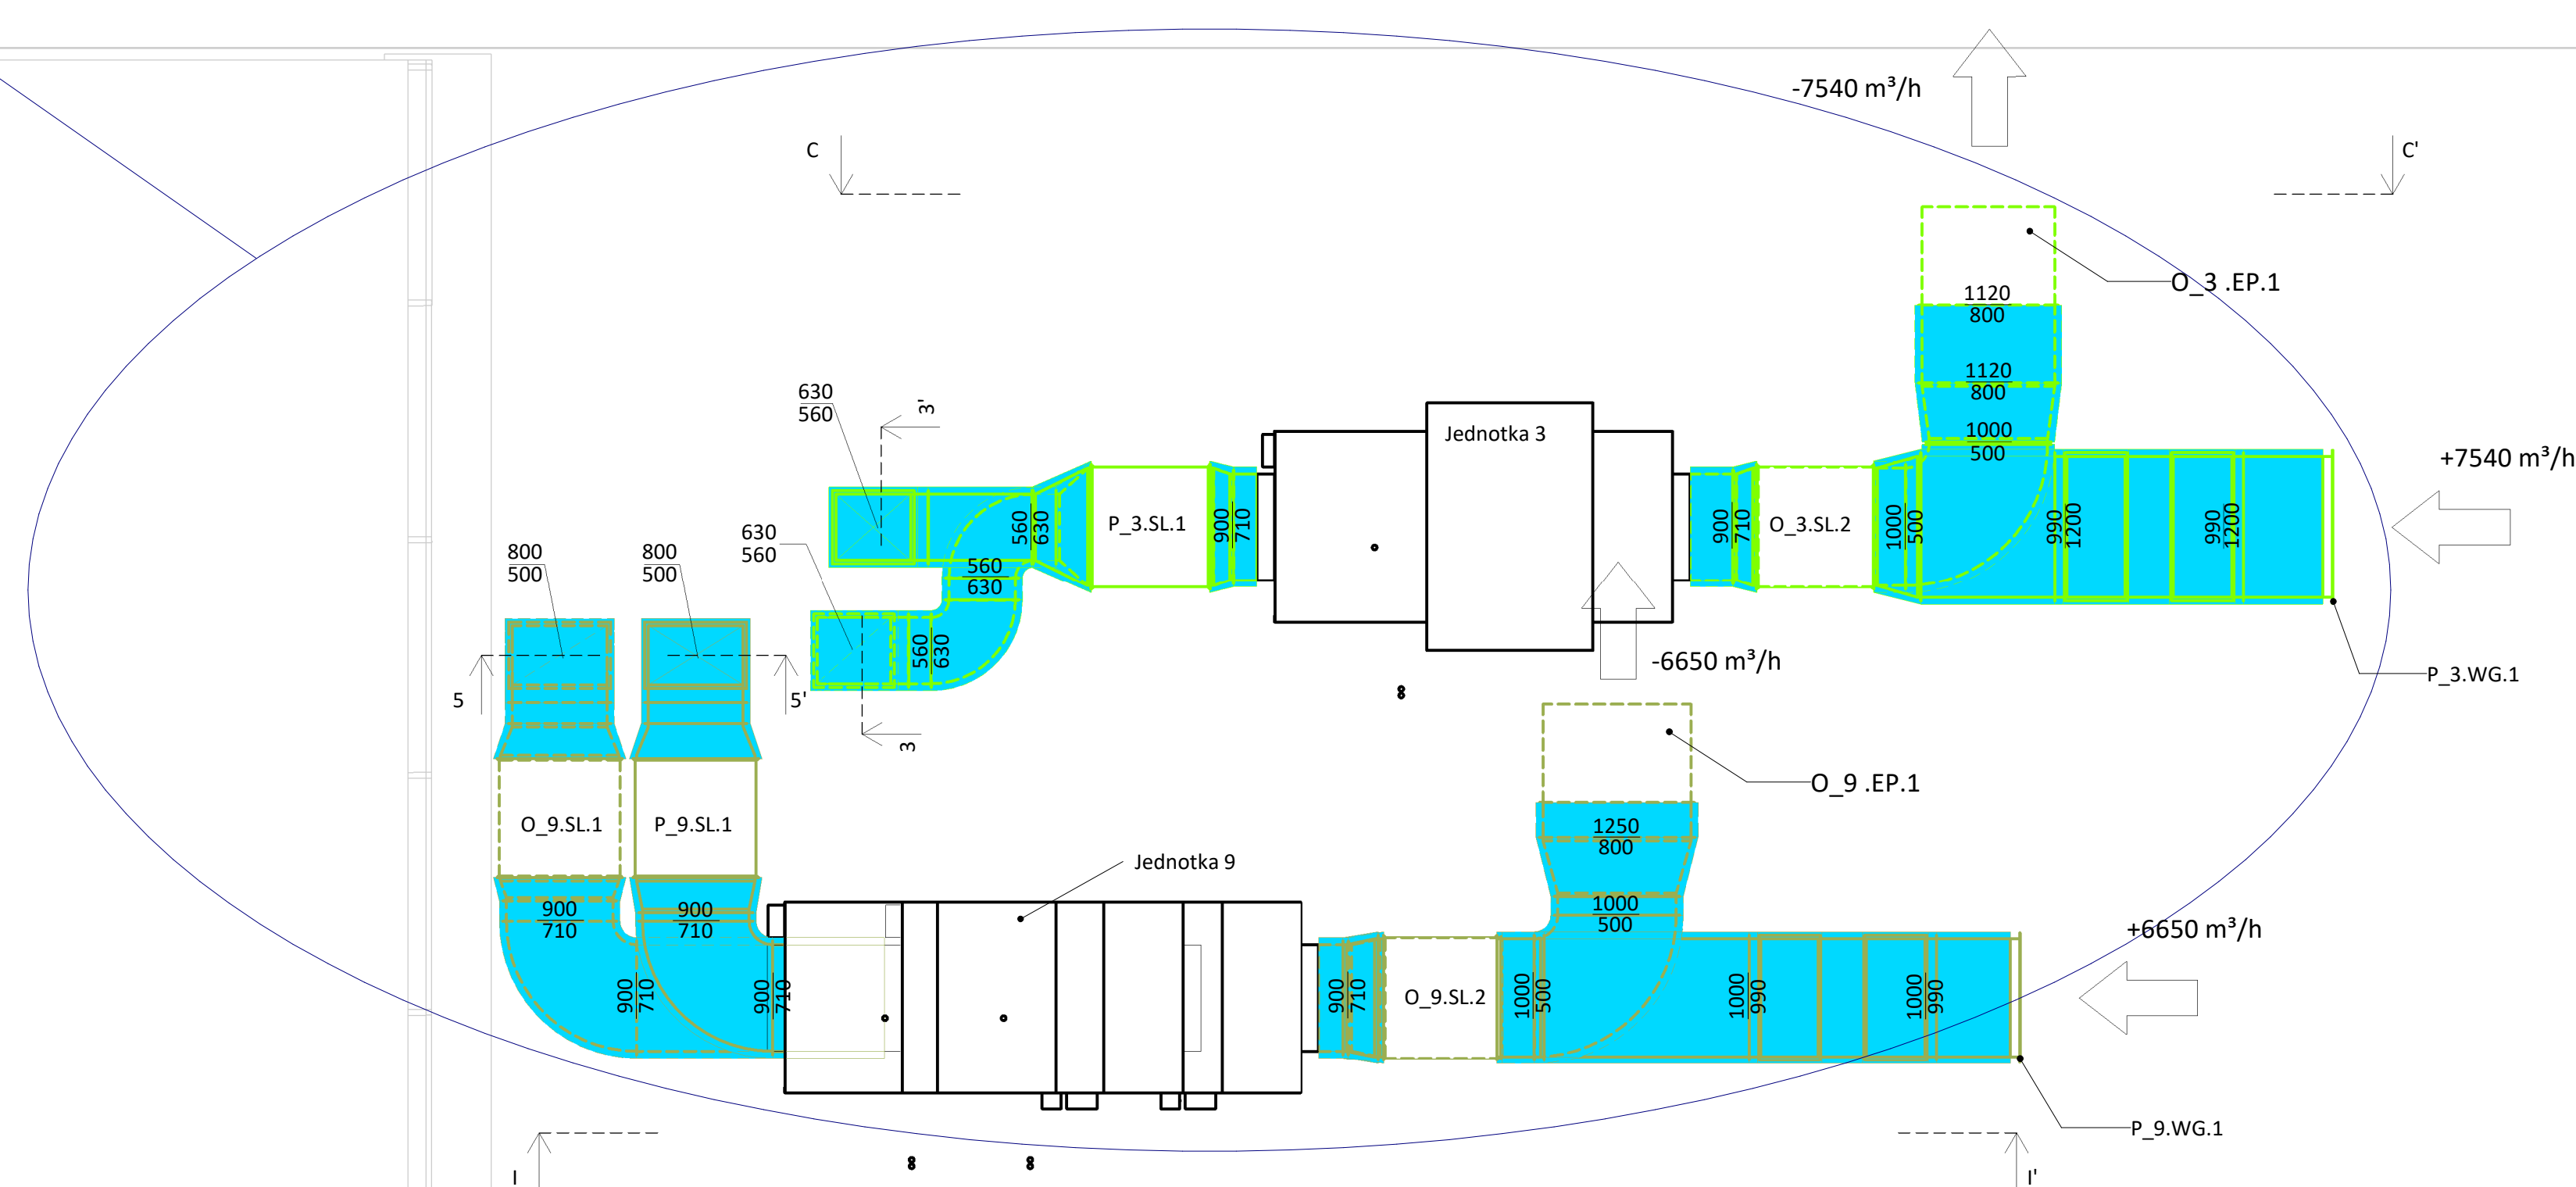 -7540 m³/h
C
C'
O_3 .EP.1
1120
800
1120
800
1000
500
630
560
3'
Jednotka 3
+7540 m³/h
560
630
P_3.SL.1
900
710
900
710
O_3.SL.2
1000
500
990
1200
990
1200
630
560
800
500
800
500
560
630
560
630
-6650 m³/h
P_3.WG.1
5
5'
3
O_9 .EP.1
O_9.SL.1
P_9.SL.1
1250
800
Jednotka 9
900
710
900
710
1000
500
+6650 m³/h
900
710
900
710
900
710
O_9.SL.2
1000
500
1000
990
1000
990
P_9.WG.1
I
I'